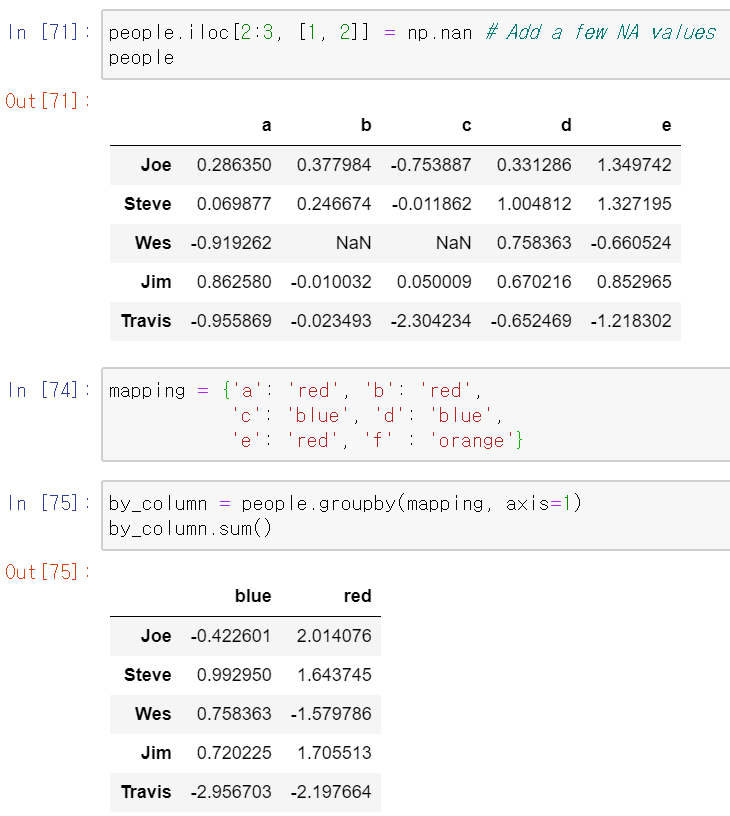 In [71]: people.iloc[2:3, [1, 2]] = np.nan # Add a few NA values
people
Out[71]:
a b c d e
Joe 0.286350 0.377984 -0.753887 0.331286 1.349742
Steve 0.069877 0.246674 -0.011862 1.004812 1.327195
Wes -0.919262 NaN NaN 0.758363 -0.660524
Jim 0.862580 -0.010032 0.050009 0.670216 0.852965
Travis -0.955869 -0.023493 -2.304234 -0.652469 -1.218302
In [74]: mapping = {'a': 'red', 'b': 'red',
'c': 'blue', 'd': 'blue',
'e': 'red', 'f' : 'orange'}
In [75]: by_column = people.groupby(mapping, axis=1)
by_column.sum()
Out[75]:
blue red
Joe -0.422601 2.014076
Steve 0.992950 1.643745
Wes 0.758363 -1.579786
Jim 0.720225 1.705513
Travis -2.956703 -2.197664